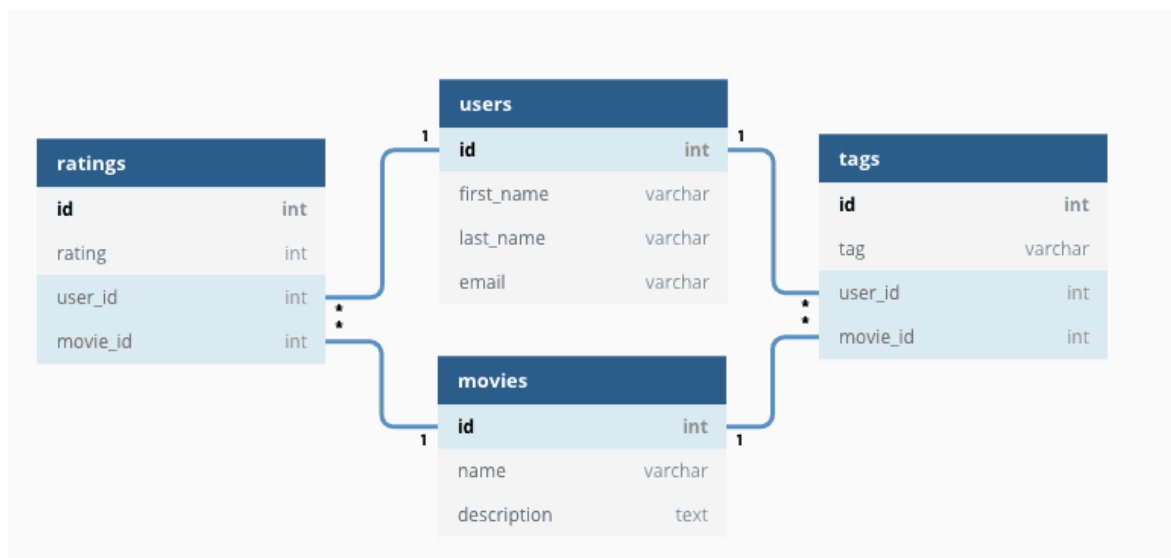 users
1
id int
1
first_name varchar
last_name varchar
email varchar
ratings
id int
rating int
user_id int
*
*
movie_id int
tags
id int
tag varchar
user_id int
*
*
movie_id int
movies
id int
1
1
name varchar
description text